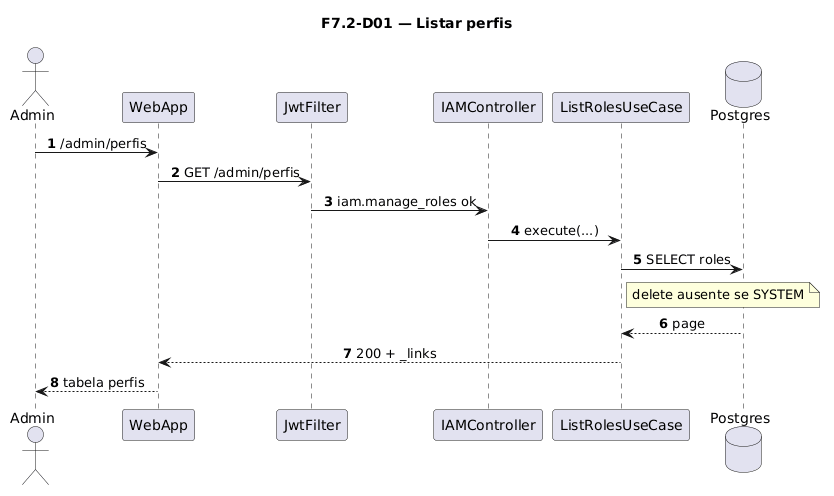 F7.2-D01 — Listar perfis
Admin
WebApp
JwtFilter
IAMController
ListRolesUseCase
Postgres
1 /admin/perfis
2 GET /admin/perfis
3 iam.manage_roles ok
4 execute(...)
5 SELECT roles
delete ausente se SYSTEM
6 page
7 200 + _links
8 tabela perfis
Admin
WebApp
JwtFilter
IAMController
ListRolesUseCase
Postgres